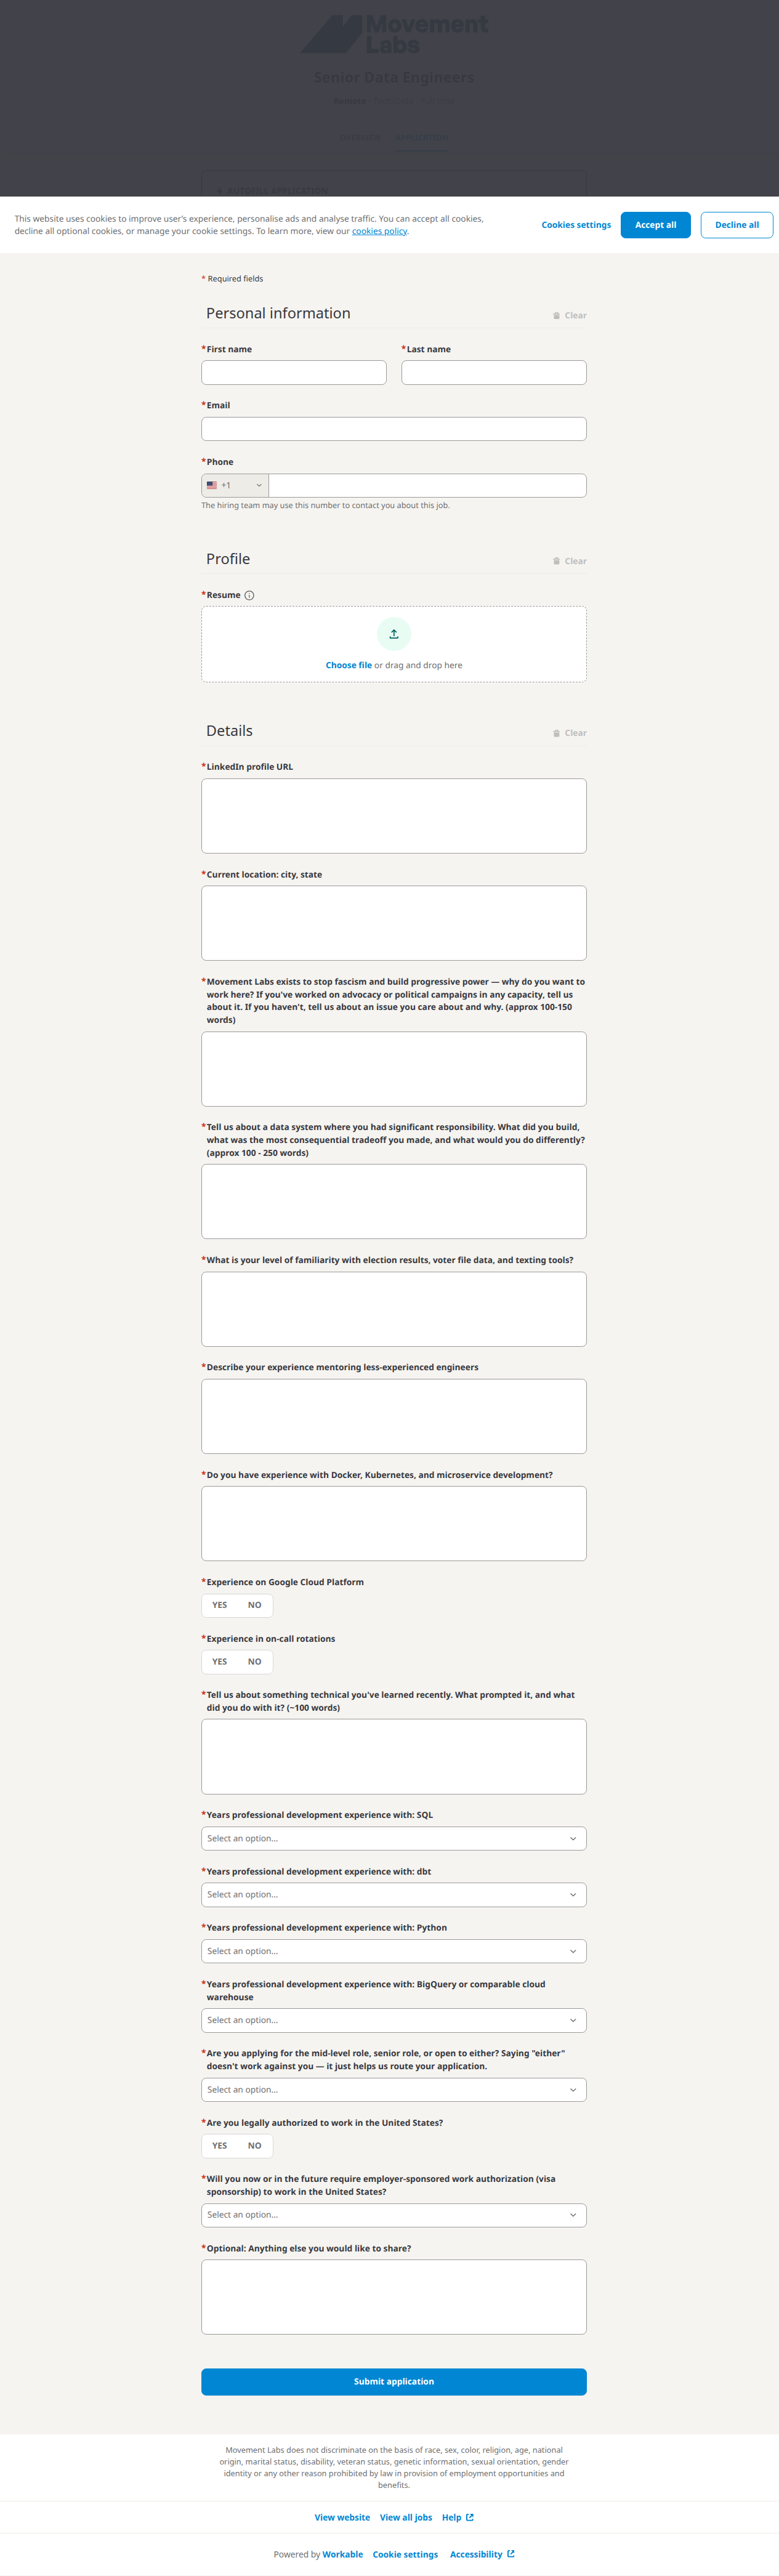 Movement
Labs
Senior Data Engineers
APPLICATION
AUTOFILL APPLICATION
This website uses cookies to improve user's experience, personalise ads and analyse traffic. You can accept all cookies,
decline all optional cookies, or manage your cookie settings. To learn more, view our cookies policy.
Cookies settings
Accept all
Decline all
* Required fields
Personal information
Clear
*First name
*Last name
*Email
*Phone
+1
The hiring team may use this number to contact you about this job.
Profile
Clear
*Resume
Choose file or drag and drop here
Details
Clear
*LinkedIn profile URL
*Current location: city, state
*Movement Labs exists to stop fascism and build progressive power — why do you want to
work here? If you've worked on advocacy or political campaigns in any capacity, tell us
about it. If you haven't, tell us about an issue you care about and why. (approx 100-150
words)
*Tell us about a data system where you had significant responsibility. What did you build,
what was the most consequential tradeoff you made, and what would you do differently?
(approx 100 - 250 words)
*What is your level of familiarity with election results, voter file data, and texting tools?
*Describe your experience mentoring less-experienced engineers
*Do you have experience with Docker, Kubernetes, and microservice development?
*Experience on Google Cloud Platform
YES NO
*Experience in on-call rotations
YES NO
*Tell us about something technical you've learned recently. What prompted it, and what
did you do with it? (~100 words)
*Years professional development experience with: SQL
Select an option...
*Years professional development experience with: dbt
Select an option...
*Years professional development experience with: Python
Select an option...
*Years professional development experience with: BigQuery or comparable cloud
warehouse
Select an option...
*Are you applying for the mid-level role, senior role, or open to either? Saying "either"
doesn't work against you — it just helps us route your application.
Select an option...
*Are you legally authorized to work in the United States?
YES NO
*Will you now or in the future require employer-sponsored work authorization (visa
sponsorship) to work in the United States?
Select an option...
*Optional: Anything else you would like to share?
Submit application
Movement Labs does not discriminate on the basis of race, sex, color, religion, age, national
origin, marital status, disability, veteran status, genetic information, sexual orientation, gender
identity or any other reason prohibited by law in provision of employment opportunities and
benefits.
View website View all jobs Help
Powered by Workable Cookie settings Accessibility